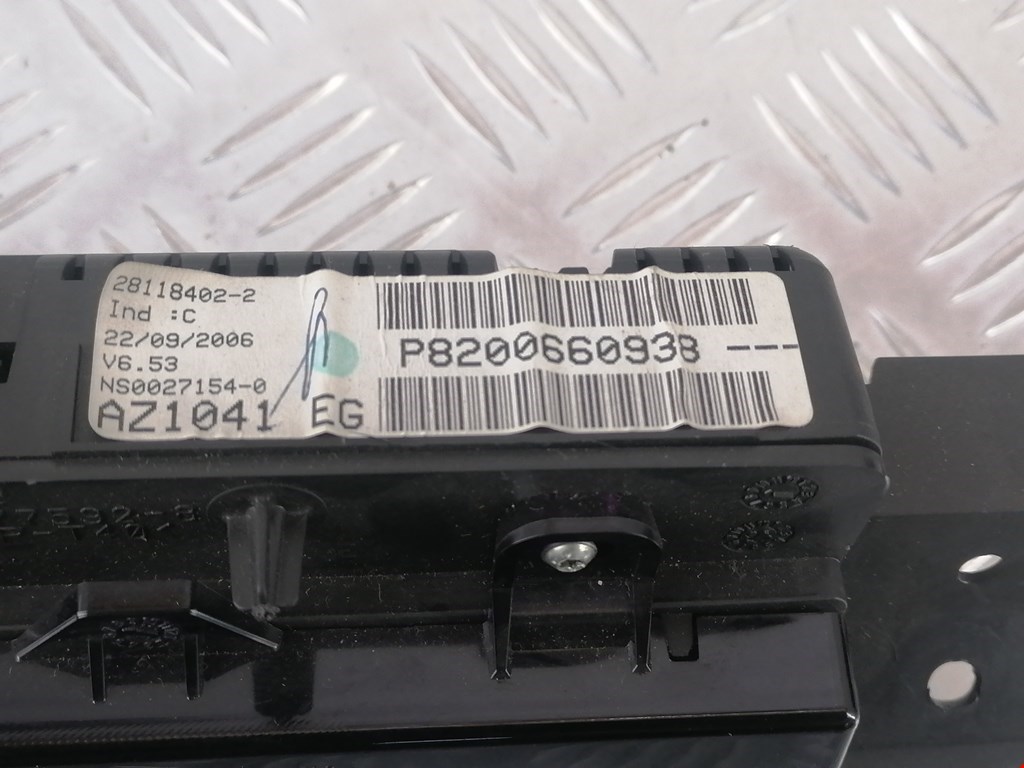 28118402-2
Ind :C
22/09/2006
V6.53
NS0027154-0
AZ1041 EG
P8200660938 ---